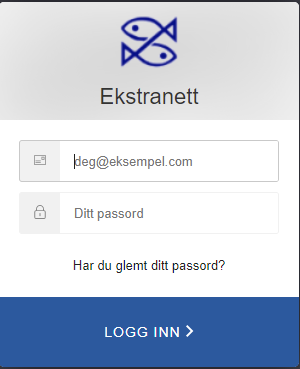 Ekstranett
deg@eksempel.com
Ditt passord
Har du glemt ditt passord?
LOGG INN